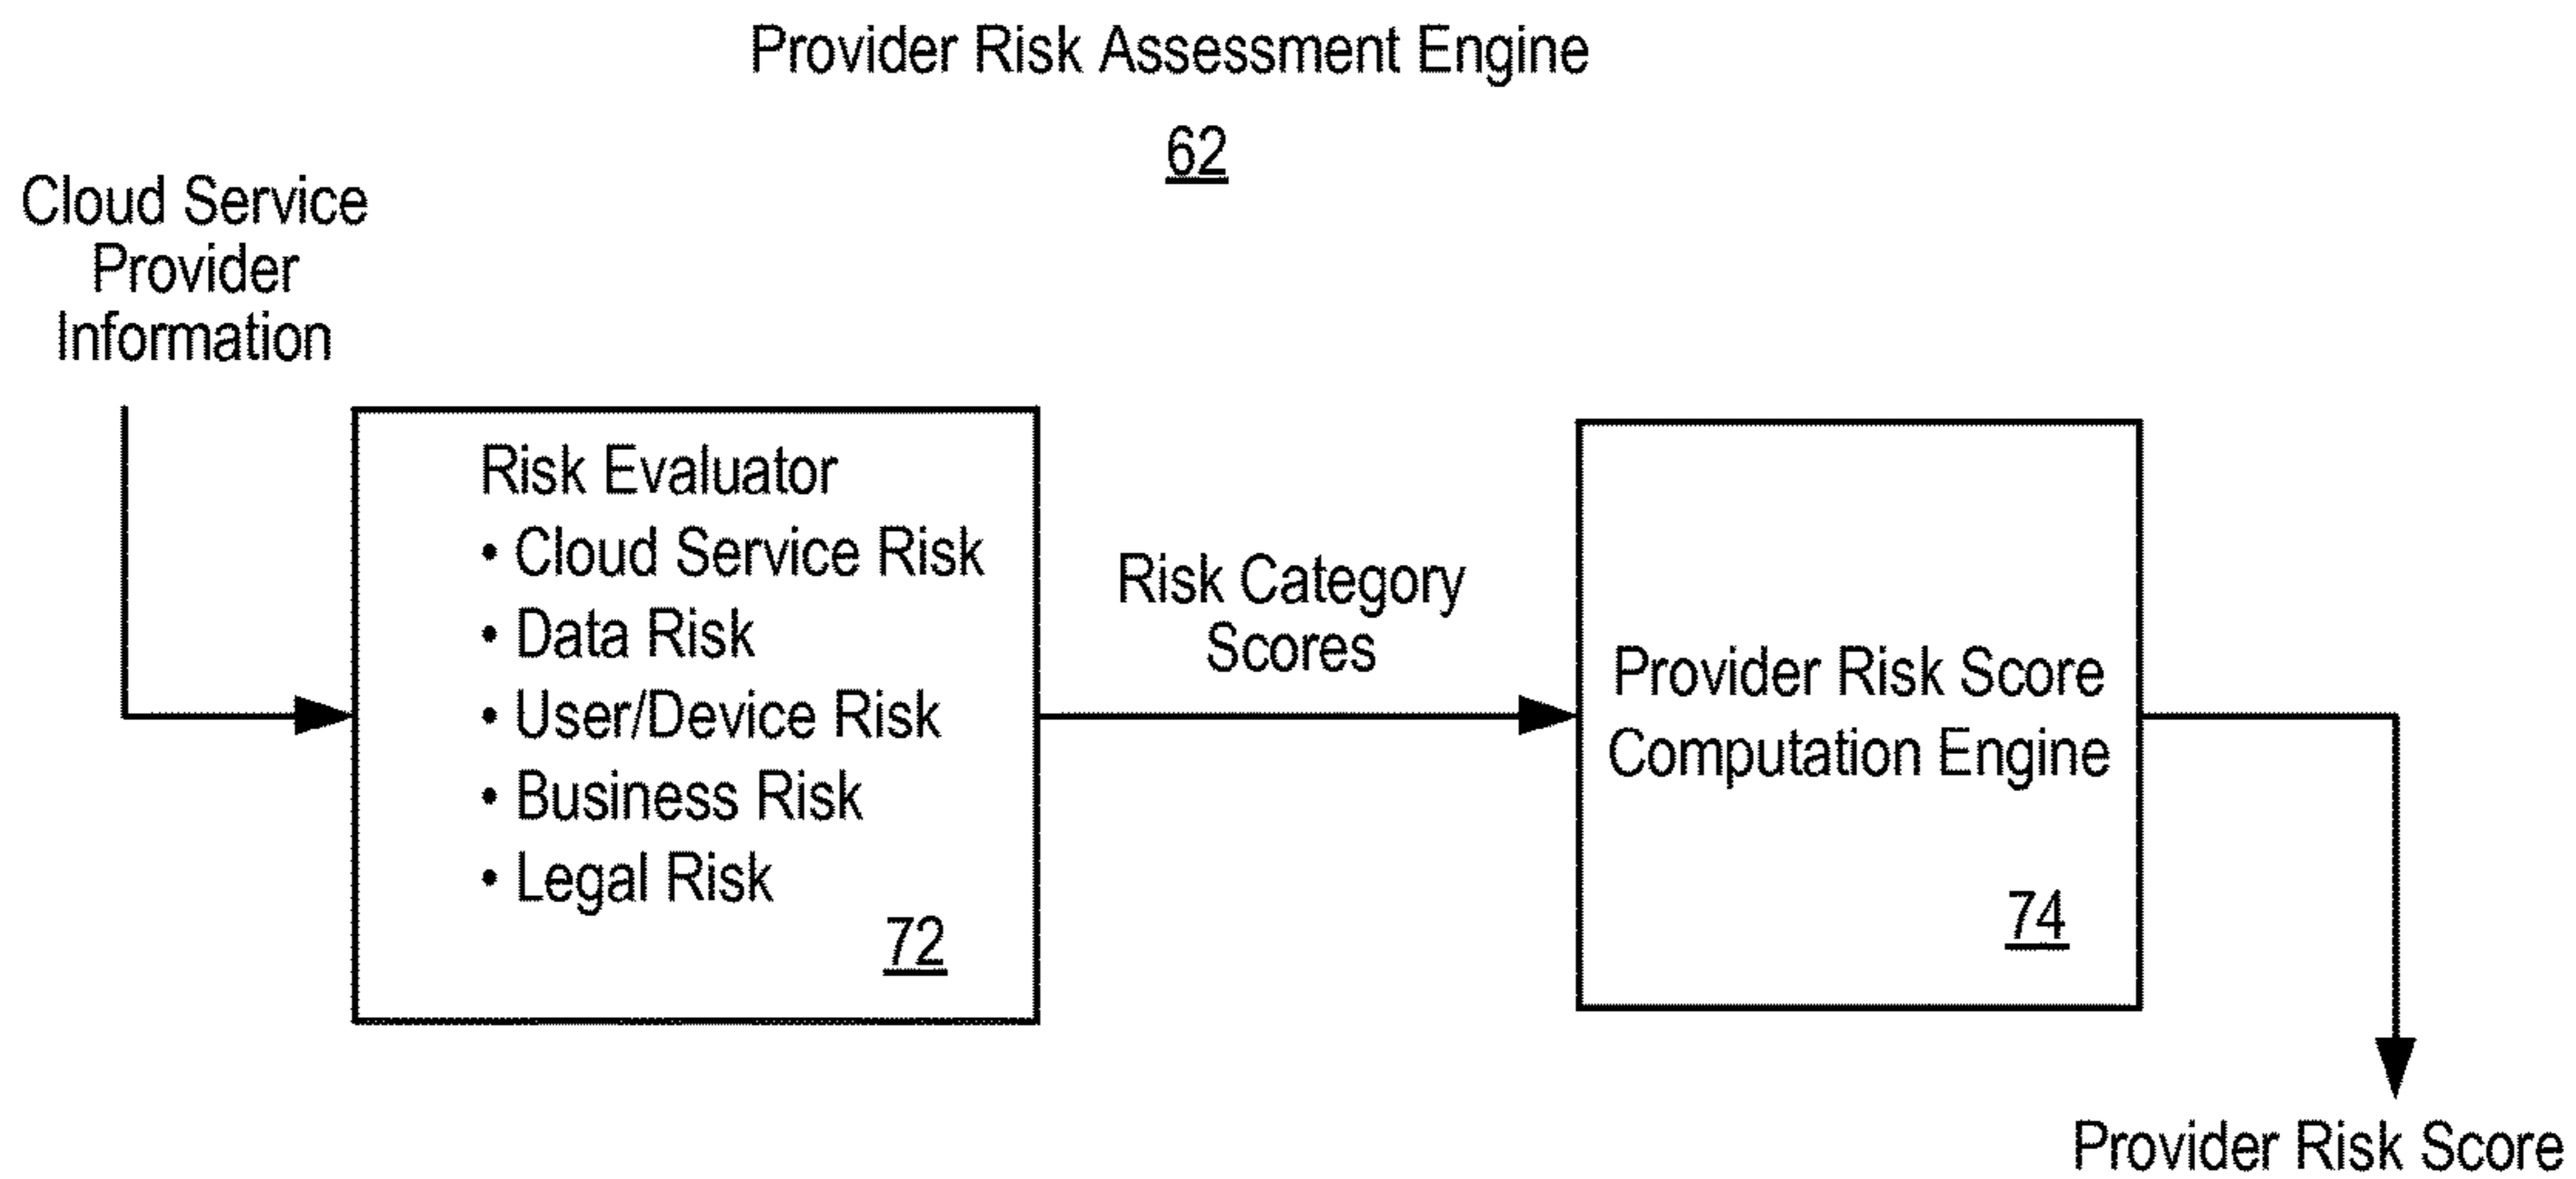 Provider Risk Assessment Engine
62
Cloud Service
Provider
Information
Risk Evaluator
• Cloud Service Risk
• Data Risk
• User/Device Risk
• Business Risk
• Legal Risk
72
Risk Category
Scores
Provider Risk Score
Computation Engine
74
Provider Risk Score